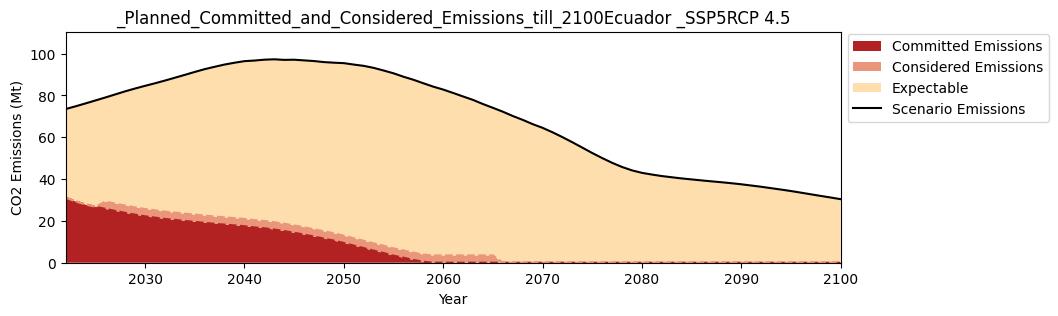 _Planned_Committed_and_Considered_Emissions_till_2100Ecuador _SSP5RCP 4.5
CO2 Emissions (Mt)
100
80
60
40
20
0
2030
2040
2050
2060
2070
2080
2090
2100
Year
Committed Emissions
Considered Emissions
Expectable
Scenario Emissions